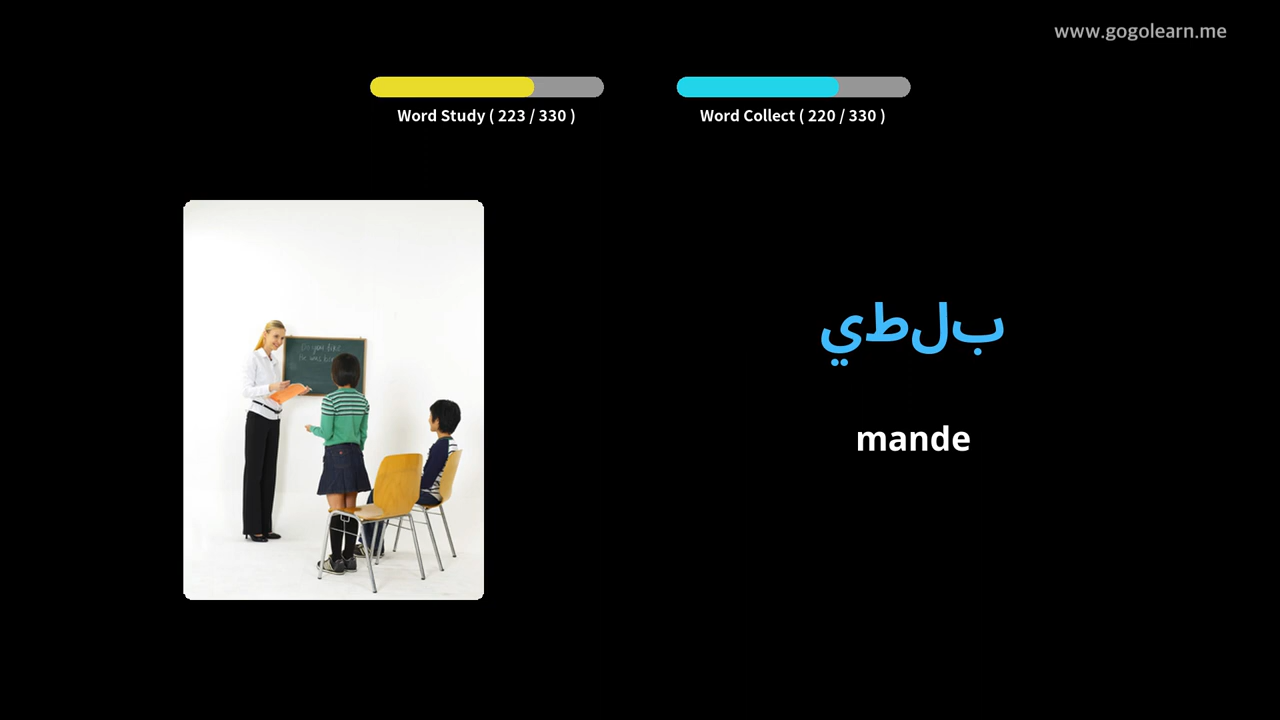 www.gogolearn.me
Word Study ( 223 / 330 )
Word Collect ( 220 / 330 )
بلطي
mande